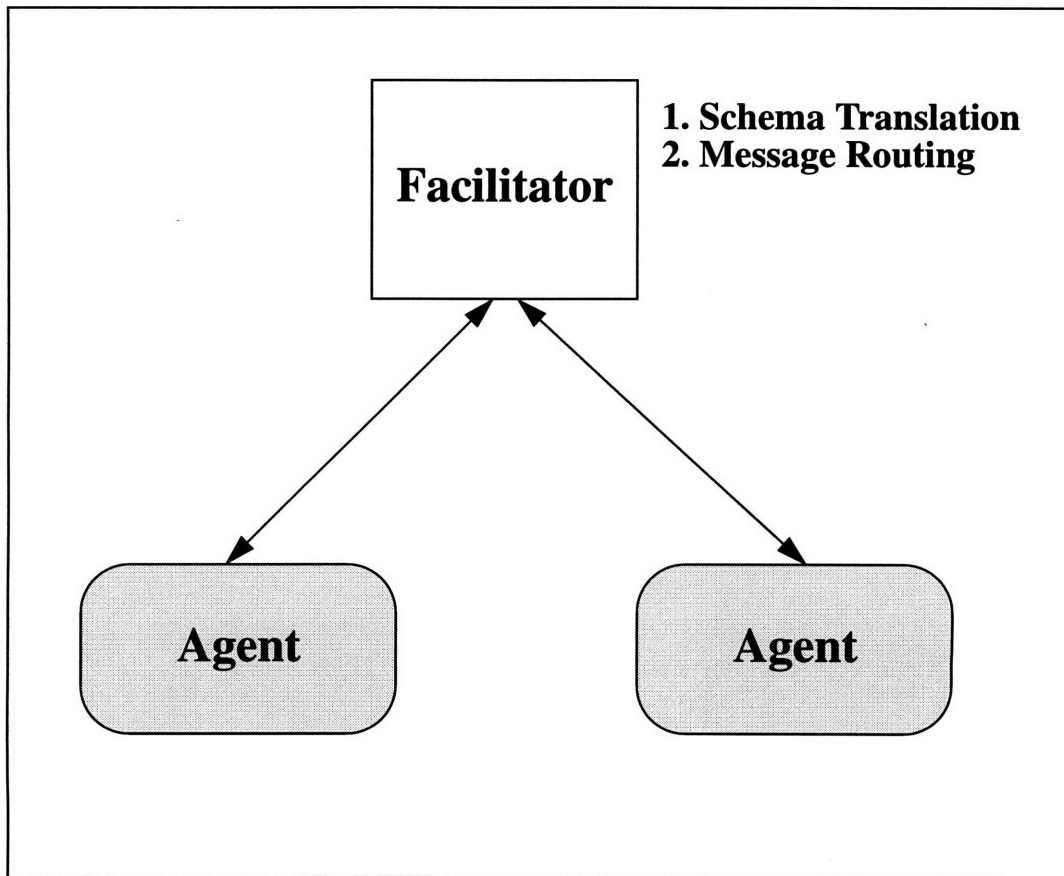 1. Schema Translation
2. Message Routing
Facilitator
Agent
Agent